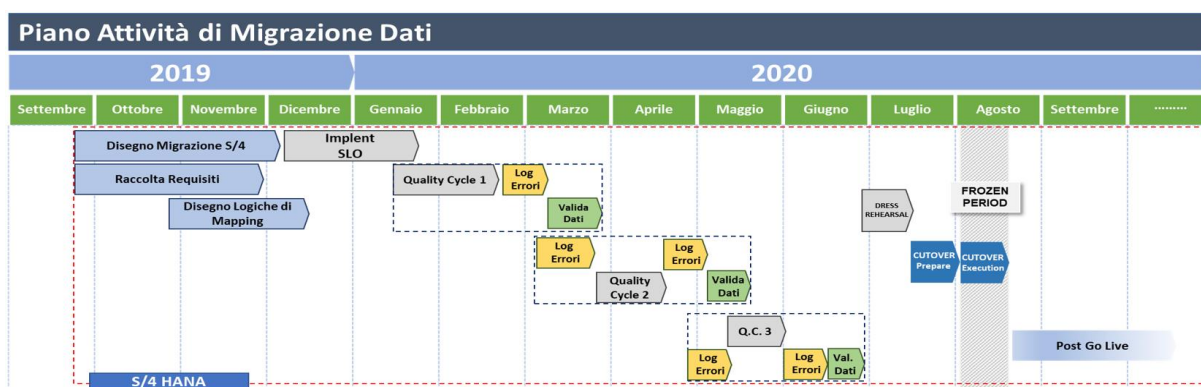 Piano Attività di Migrazione Dati
2019
2020
Settembre
Ottobre
Novembre
Dicembre
Gennaio
Febbraio
Marzo
Aprile
Maggio
Giugno
Luglio
Agosto
Settembre
.........
Disegno Migrazione S/4
Implent
SLO
Raccolta Requisiti
Quality Cycle 1
Log
Errori
Disegno Logiche di
Mapping
Valida
Dati
DRESS
REHEARSAL
FROZEN
PERIOD
Log
Errori
Log
Errori
CUTOVER
Prepare
CUTOVER
Execution
Quality
Cycle 2
Valida
Dati
Q.C. 3
Log
Errori
Log
Errori
Val.
Dati
Post Go Live
S/4 HANA